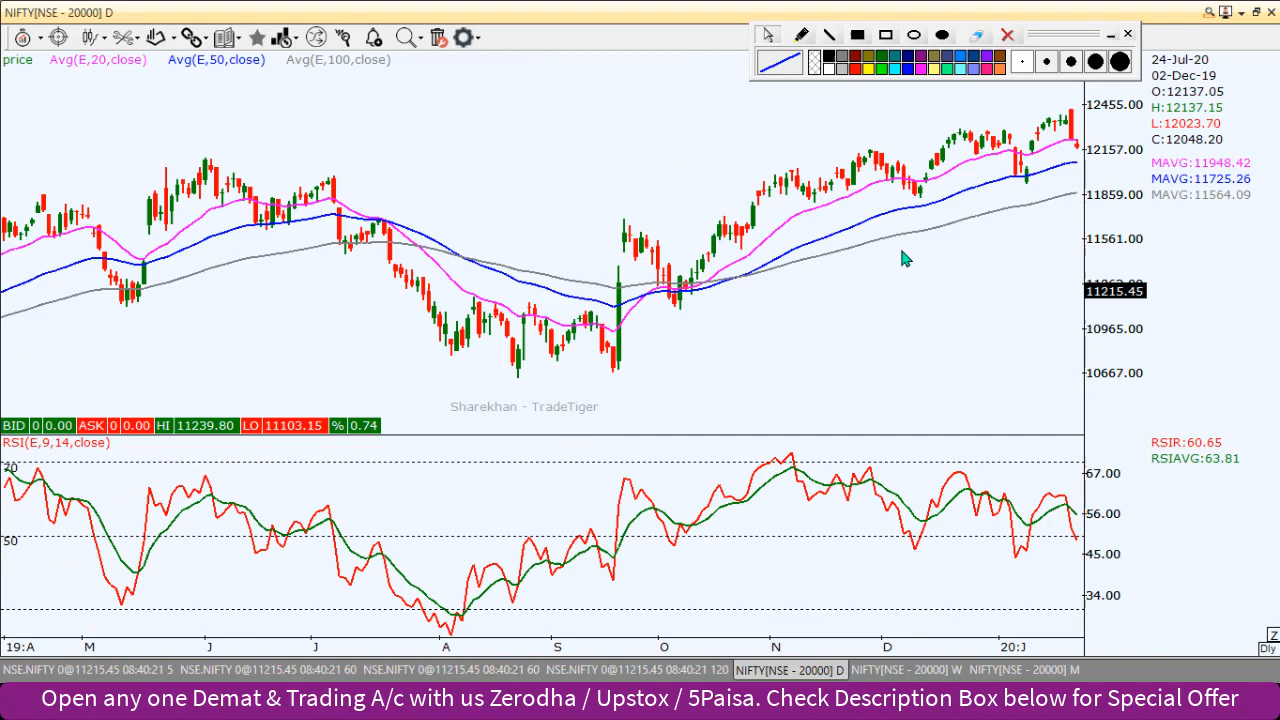 NIFTY[NSE - 20000] D
price Avg(E,20,close) Avg(E,50,close) Avg(E,100,close)
24-Jul-20
02-Dec-19
O:12137.05
H:12137.15
L:12023.70
C:12048.20
MAVG:11948.42
MAVG:11725.26
MAVG:11564.09
12455.00
12157.00
11859.00
11561.00
11215.45
10965.00
10667.00
Sharekhan - TradeTiger
BID 0 0.00 ASK 0 0.00 HI 11239.80 LO 11103.15 % 0.74
RSI(E,9,14,close)
RSIR:60.65
RSIAVG:63.81
70
50
67.00
56.00
45.00
34.00
19:A M J J A S O N D 20:J
Z
Dly
NSE.NIFTY 0@11215.45 08:40:21 5 NSE.NIFTY 0@11215.45 08:40:21 60 NSE.NIFTY 0@11215.45 08:40:21 60 NSE.NIFTY 0@11215.45 08:40:21 120 NIFTY[NSE - 20000] D NIFTY[NSE - 20000] W NIFTY[NSE - 20000] M
Open any one Demat & Trading A/c with us Zerodha / Upstox / 5Paisa. Check Description Box below for Special Offer